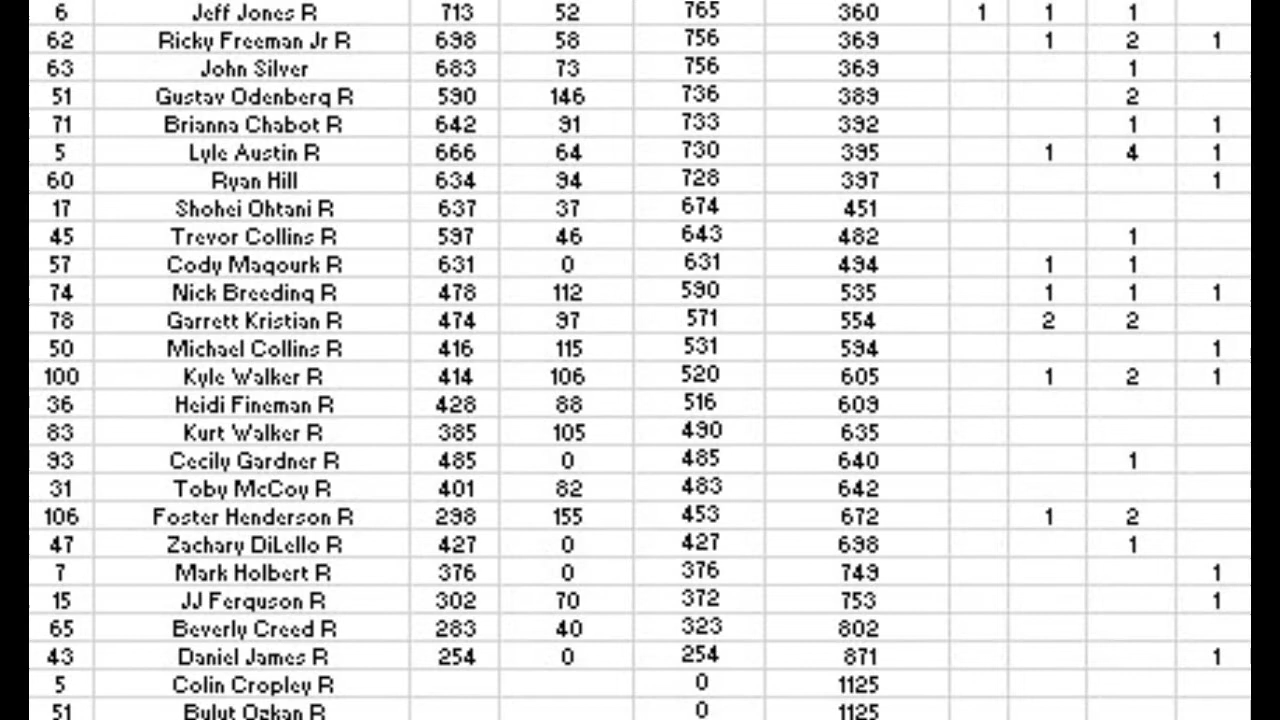 6 Jeff Jones R 713 52 765 360 1 1 1
62 Ricky Freeman Jr R 698 58 756 369 1 2 1
63 John Silver 683 73 756 369 1
51 Gustav Odenberg R 590 146 736 389 2
71 Brianna Chabot R 642 91 733 392 1 1
5 Lyle Austin R 666 64 730 395 1 4 1
60 Ryan Hill 634 94 728 397 1
17 Shohei Ohtani R 637 37 674 451
45 Trevor Collins R 597 46 643 482 1
57 Cody Magourk R 631 0 631 494 1 1
74 Nick Breeding R 478 112 590 535 1 1 1
78 Garrett Kristian R 474 97 571 554 2 2
50 Michael Collins R 416 115 531 594 1
100 Kyle Walker R 414 106 520 605 1 2 1
36 Heidi Fineman R 428 88 516 609
83 Kurt Walker R 385 105 490 635
93 Cecily Gardner R 485 0 485 640 1
31 Toby McCoy R 401 82 483 642
106 Foster Henderson R 298 155 453 672 1 2
47 Zachary DiLello R 427 0 427 698 1
7 Mark Holbert R 376 0 376 749 1
15 JJ Ferguson R 302 70 372 753 1
65 Beverly Creed R 283 40 323 802
43 Daniel James R 254 0 254 871 1
5 Colin Cropley R 0 1125
51 Bulut Ozkan R 0 1125